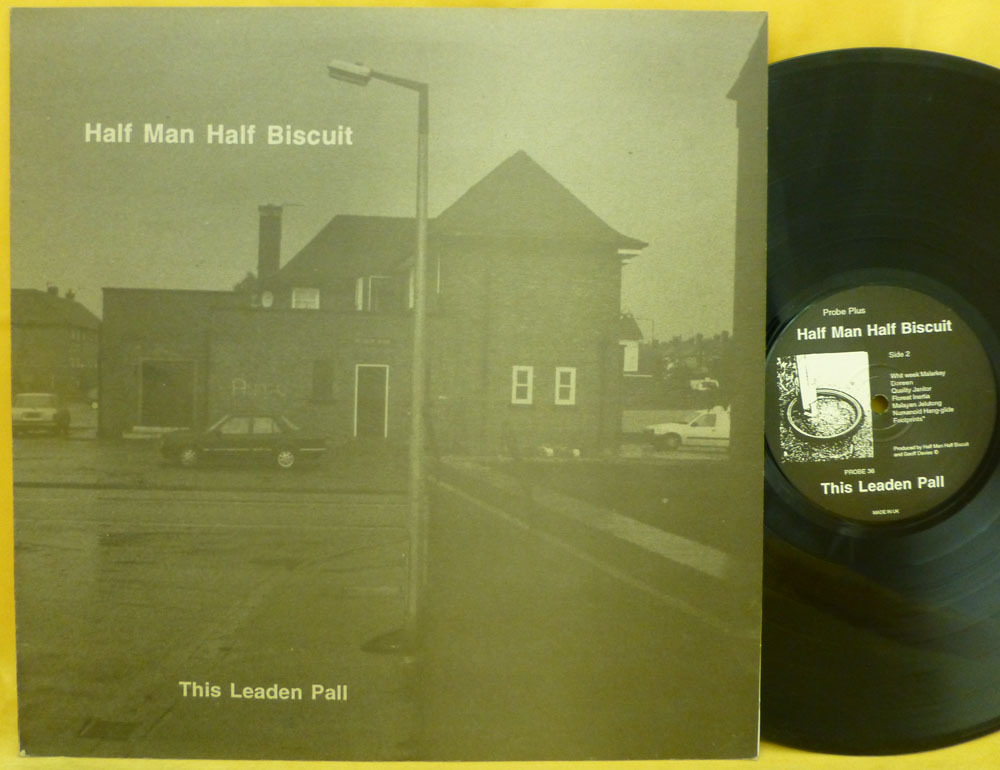 Half Man Half Biscuit
This Leaden Pall
Probe Plus
Half Man Half Biscuit
Side 2
Whit week Malarkey
Doreen
Quality Janitor
Floreat Inertia
Malayan Jelutong
Numanoid Hang-glide
Footprints"
Produced by Half Man Half Biscuit
and Geoff Davies ©
PROBE 36
This Leaden Pall
MADE IN UK